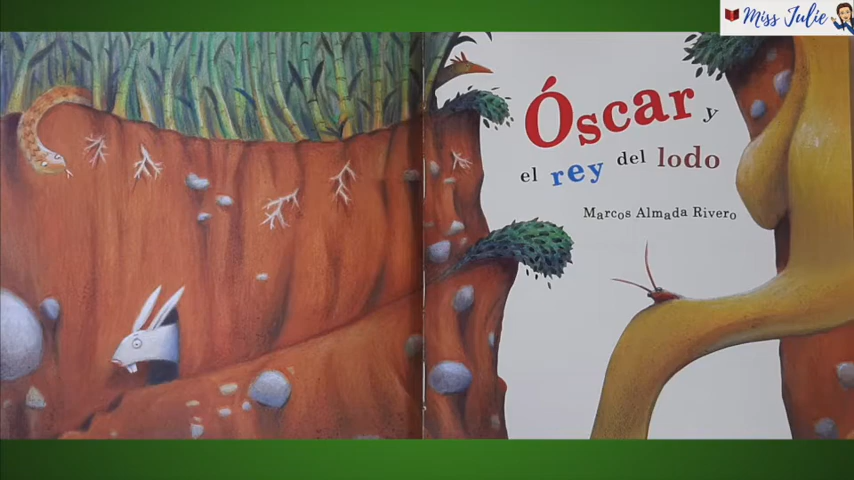 Miss Julie
Óscar y
el rey del lodo
Marcos Almada Rivero